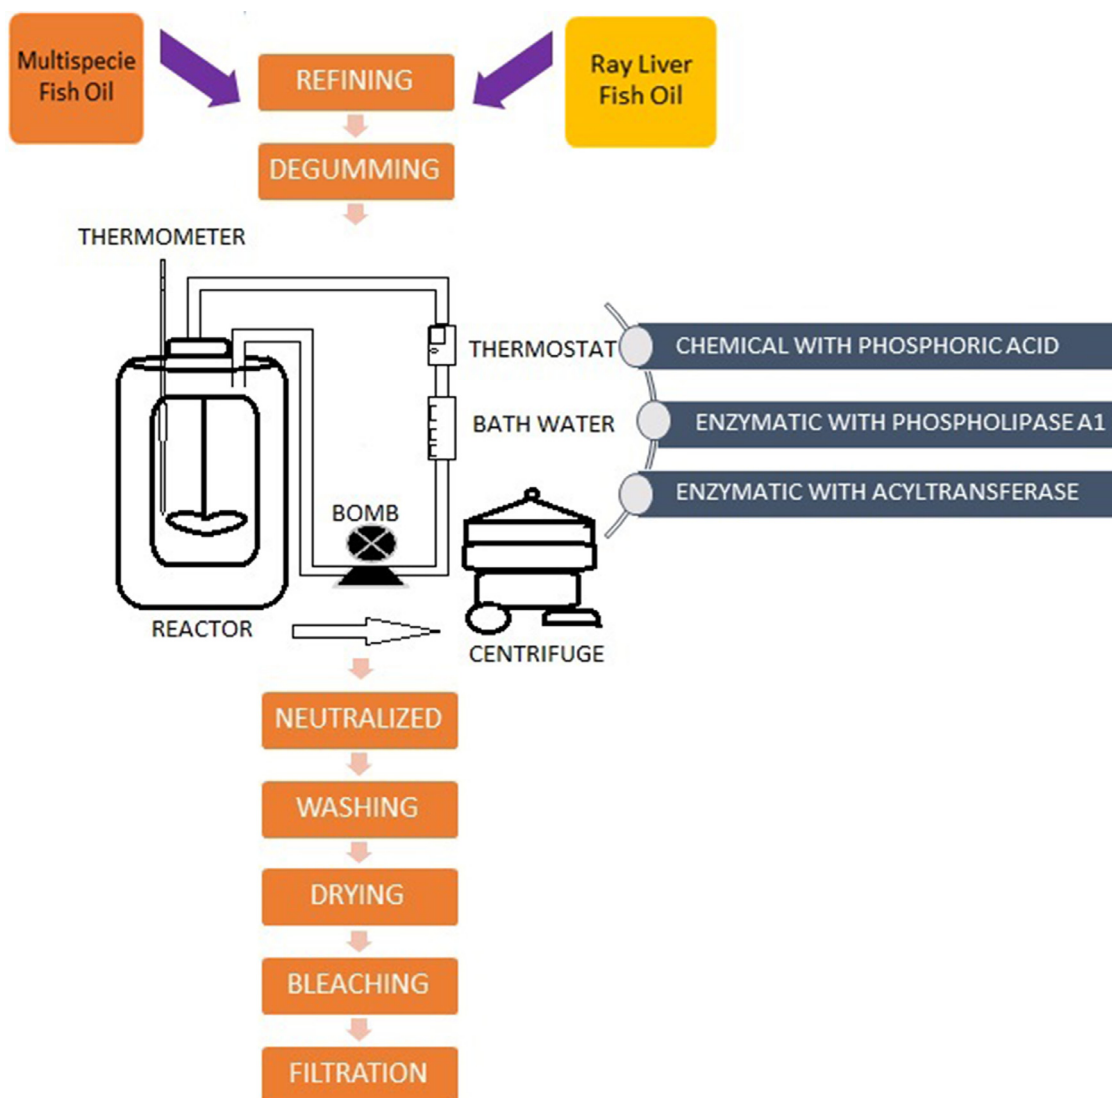 Multispecie
Fish Oil
REFINING
Ray Liver
Fish Oil
DEGUMMING
THERMOMETER
THERMOSTAT
CHEMICAL WITH PHOSPHORIC ACID
BATH WATER
ENZYMATIC WITH PHOSPHOLIPASE A1
ENZYMATIC WITH ACYLTRANSFERASE
BOMB
REACTOR
CENTRIFUGE
NEUTRALIZED
WASHING
DRYING
BLEACHING
FILTRATION